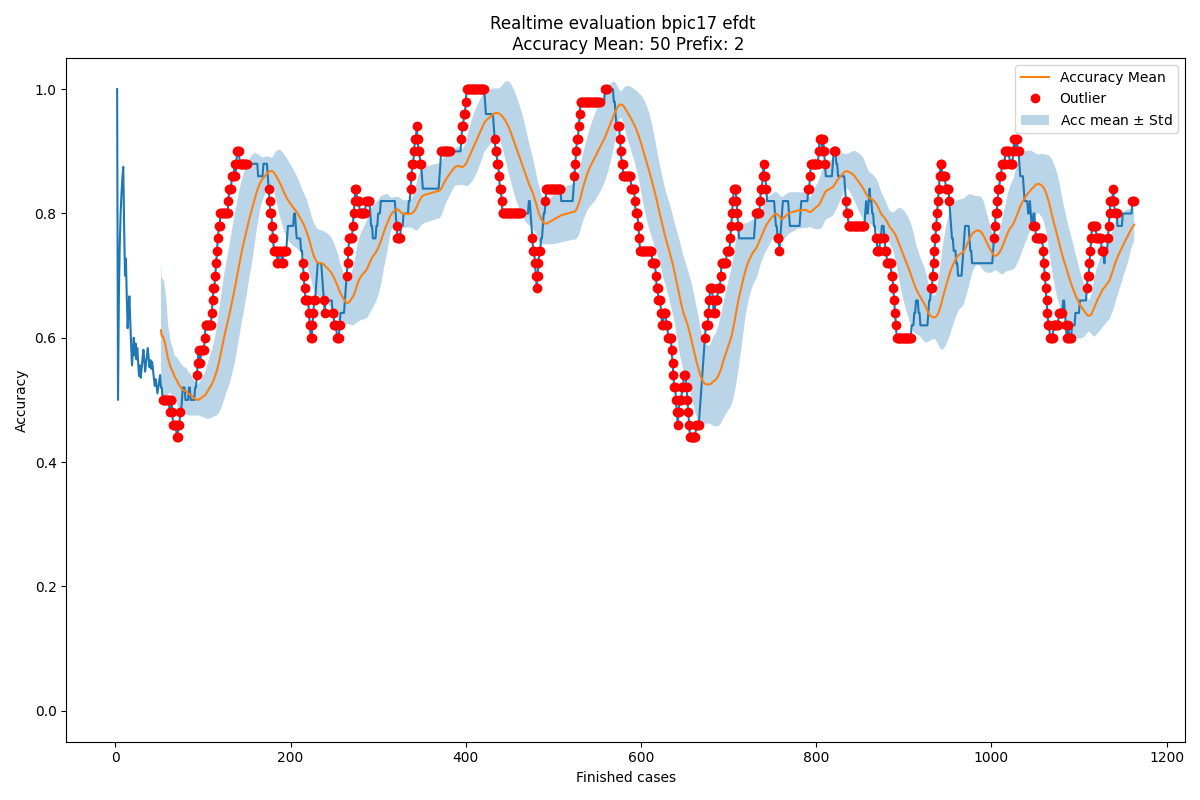 Realtime evaluation bpic17 efdt
Accuracy Mean: 50 Prefix: 2
Accuracy Mean
Outlier
Acc mean ± Std
1.0
0.8
0.6
0.4
0.2
0.0
Accuracy
0
200
400
600
800
1000
1200
Finished cases